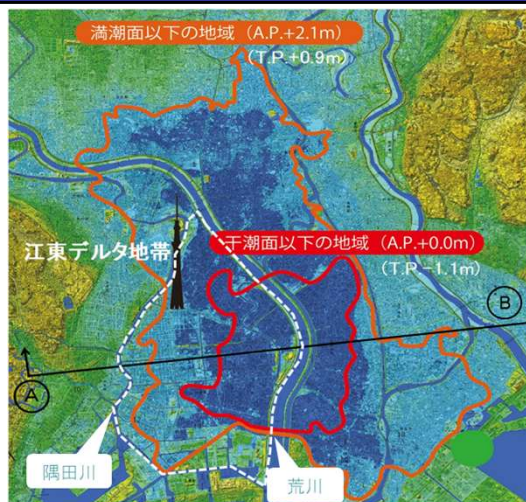 満潮面以下の地域（A.P.+2.1m）
（T.P.+0.9m）
江東デルタ地帯
干潮面以下の地域（A.P.+0.0m）
（T.P.-1.1m）
B
A
隅田川
荒川